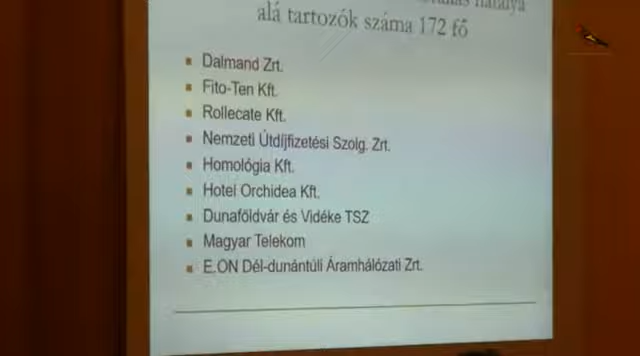 hatálya
alá tartozók száma 172 fő
Dalmand Zrt.
Fito-Ten Kft.
Rollecate Kft.
Nemzeti Útdíjfizetési Szolg. Zrt.
Homológia Kft.
Hotel Orchidea Kft.
Dunaföldvár és Vidéke TSZ
Magyar Telekom
E.ON Dél-dunántúli Áramhálózati Zrt.